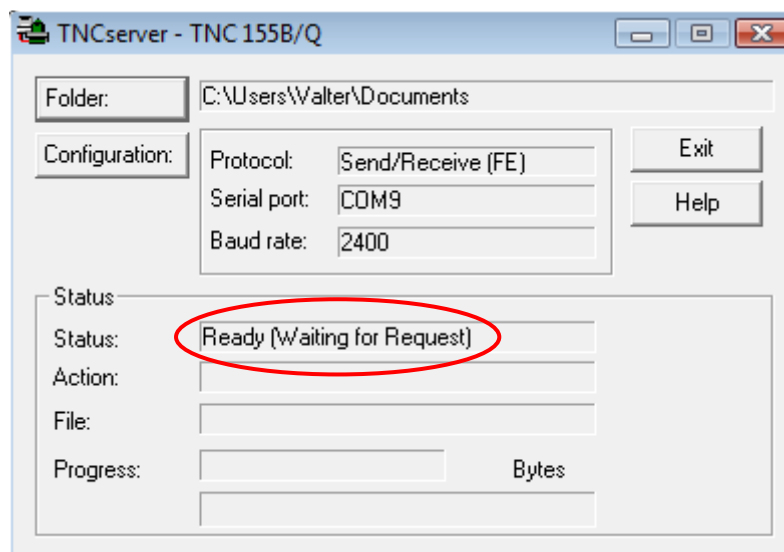 TNCserver - TNC 155B/Q
Folder: C:\Users\Valter\Documents
Configuration:
Protocol: Send/Receive (FE)
Serial port: COM9
Baud rate: 2400
Exit
Help
Status
Status: Ready (Waiting for Request)
Action:
File:
Progress: Bytes